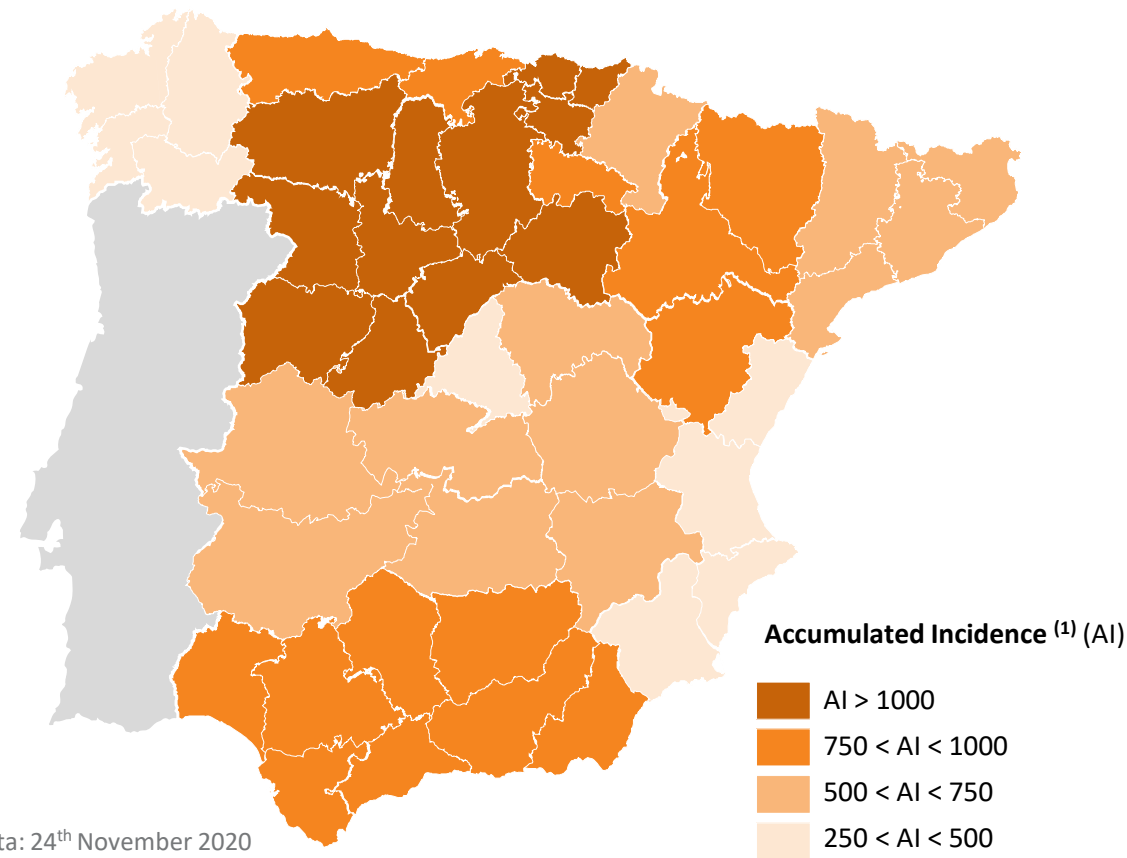 Accumulated Incidence (1) (AI)
AI > 1000
750 < AI < 1000
500 < AI < 750
250 < AI < 500
ta: 24th November 2020